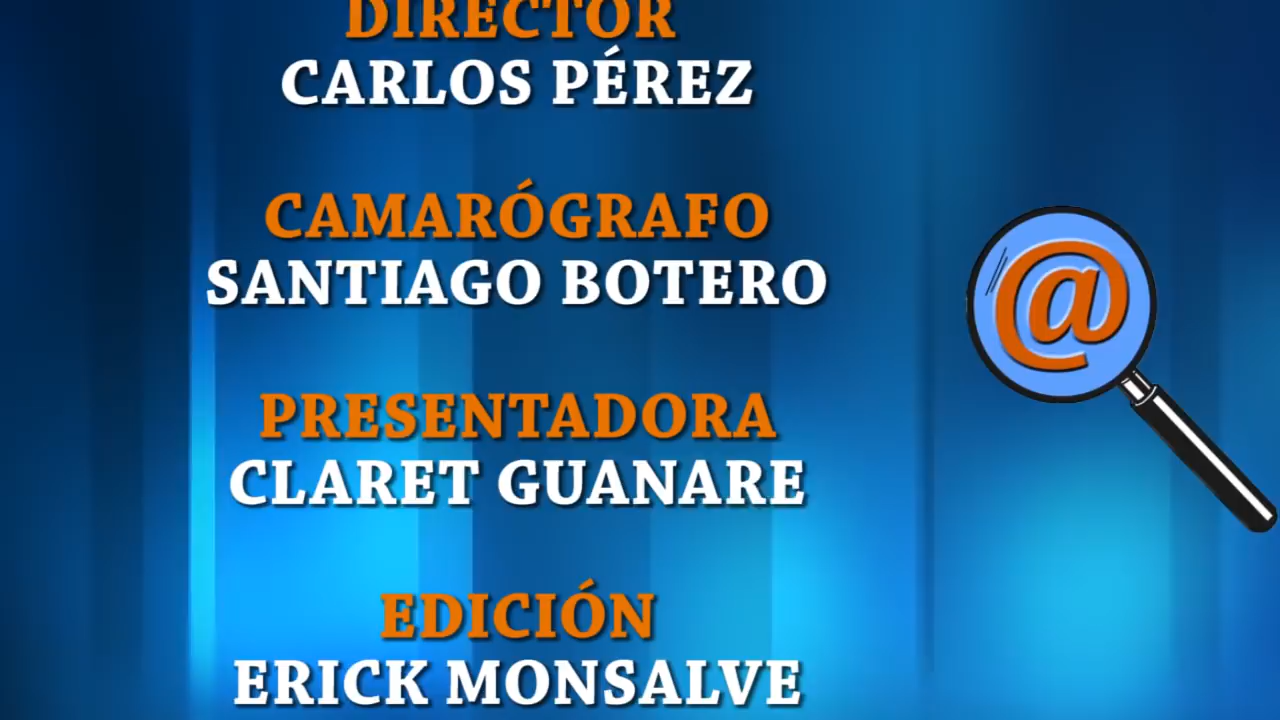 DIRECTOR
CARLOS PÉREZ
CAMARÓGRAFO
SANTIAGO BOTERO
@
PRESENTADORA
CLARET GUANARE
EDICIÓN
ERICK MONSALVE